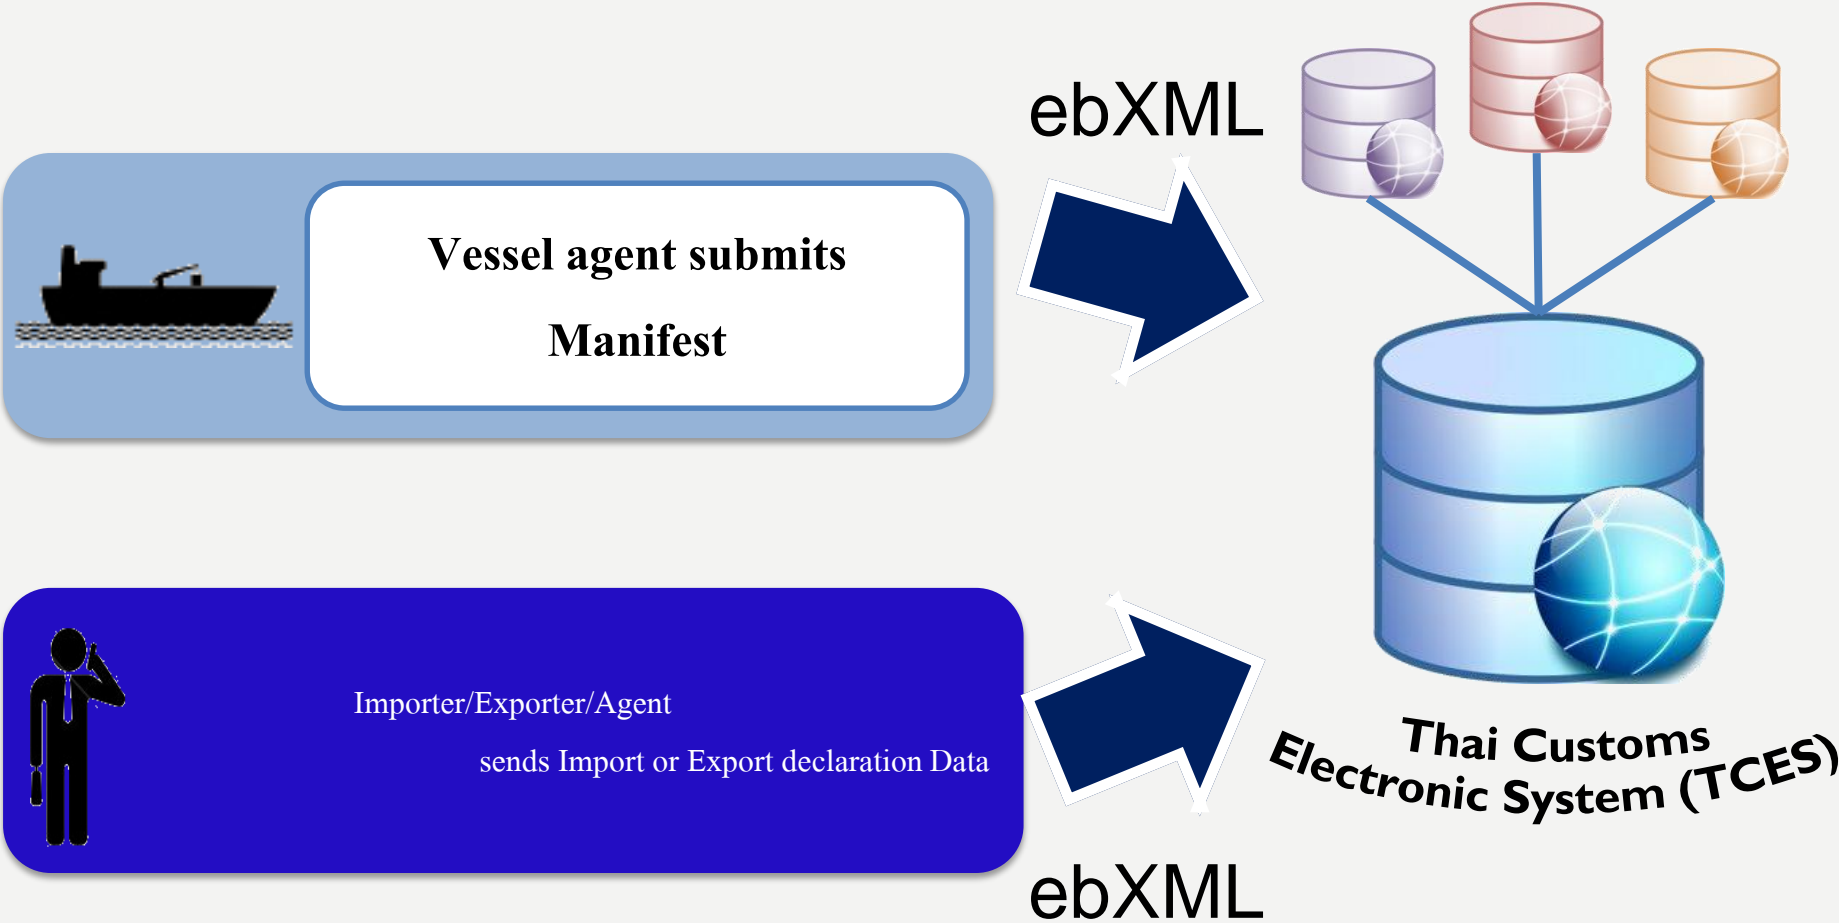 ebXML
Vessel agent submits
Manifest
Importer/Exporter/Agent
sends Import or Export declaration Data
Thai Customs
Electronic System (TCES)
ebXML